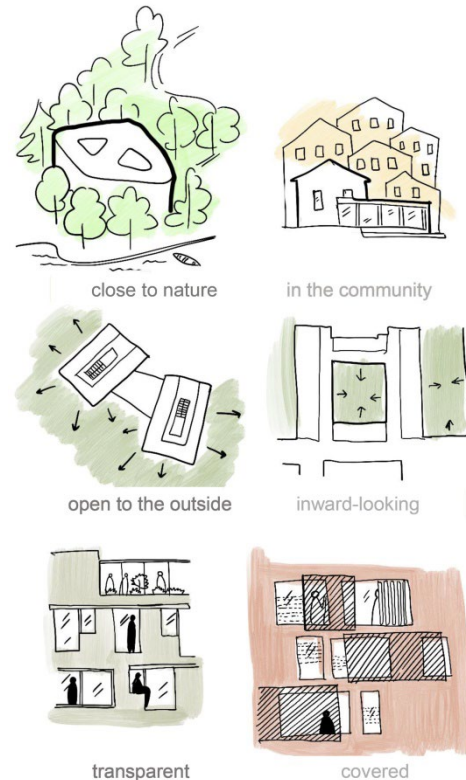 close to nature
in the community
open to the outside
inward-looking
transparent
covered